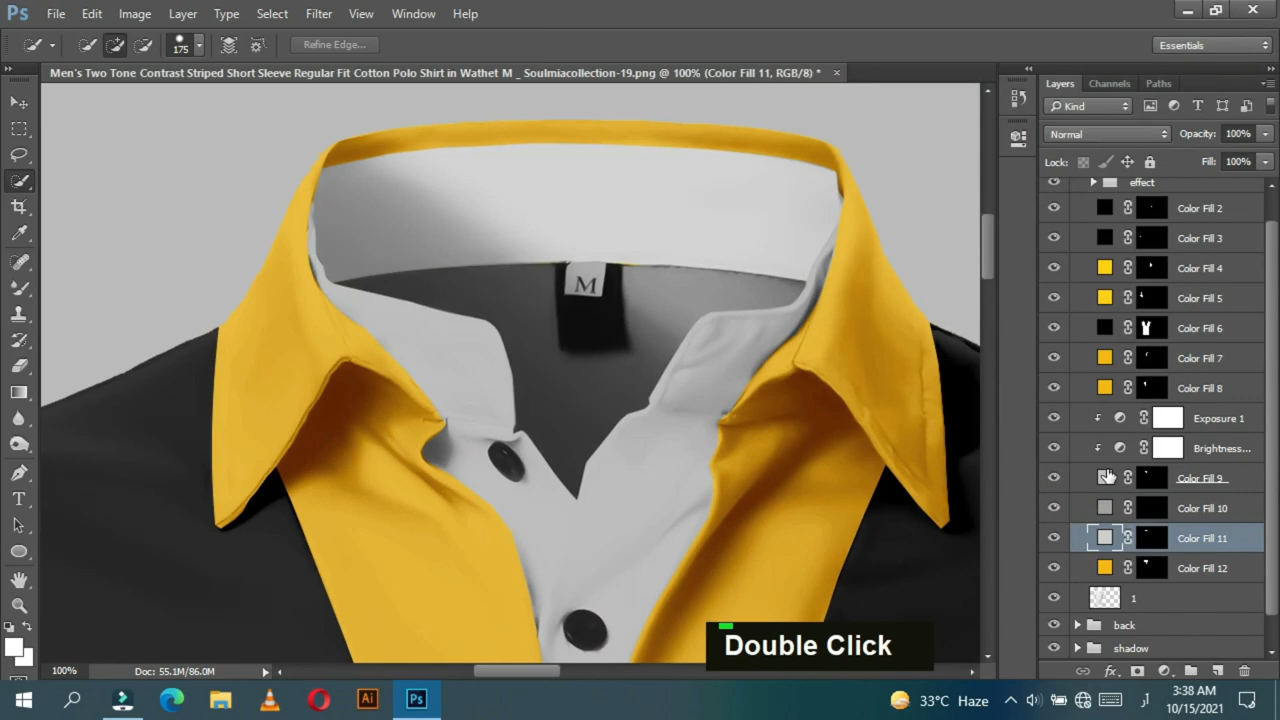 Ps File Edit Image Layer Type Select Filter View Window Help
175 Refine Edge... Essentials
Men's Two Tone Contrast Striped Short Sleeve Regular Fit Cotton Polo Shirt in Wathet M _ Soulmiacollection-19.png @ 100% (Color Fill 11, RGB/8) * ×
Layers Channels Paths
Kind
Normal Opacity: 100%
Lock: Fill: 100%
effect
Color Fill 2
Color Fill 3
Color Fill 4
Color Fill 5
Color Fill 6
Color Fill 7
Color Fill 8
Exposure 1
Brightness...
Color Fill 9
Color Fill 10
Color Fill 11
Color Fill 12
1
back
shadow
M
Double Click
100% Doc: 55.1M/86.0M
Ai Ps 33°C Haze 3:38 AM
10/15/2021